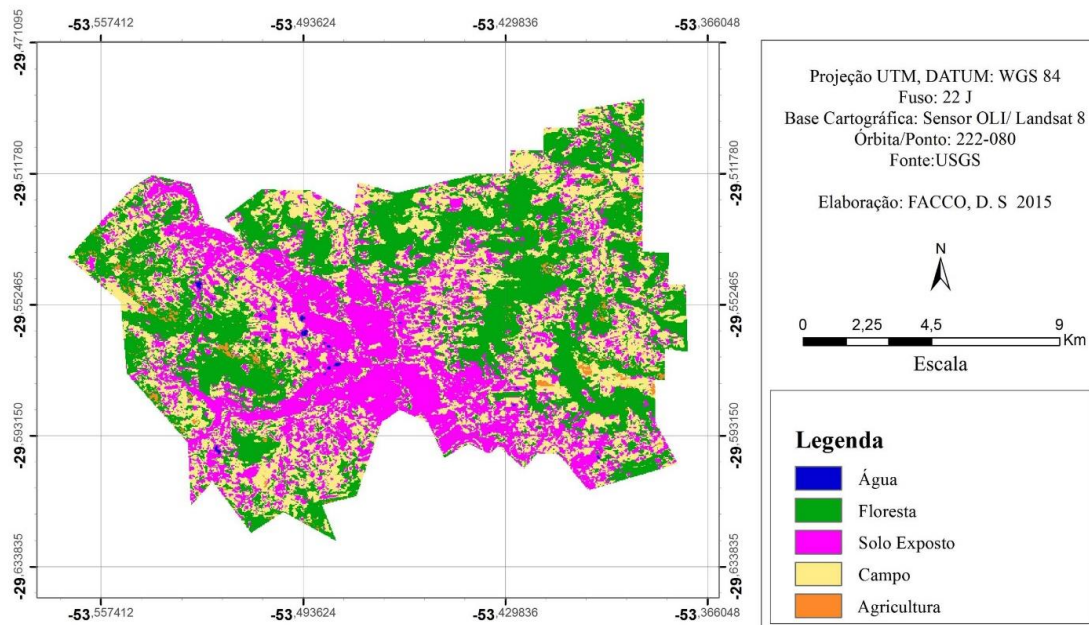 -53,557412
-53,493624
-53,429836
-53,366048
-29,471095
-29,511780
-29,552465
-29,593150
-29,633835
-29,471095
-29,511780
-29,552465
-29,593150
-29,633835
-53,557412
-53,493624
-53,429836
-53,366048
Projeção UTM, DATUM: WGS 84
Fuso: 22 J
Base Cartográfica: Sensor OLI/ Landsat 8
Órbita/Ponto: 222-080
Fonte:USGS
Elaboração: FACCO, D. S 2015
N
0 2,25 4,5 9
Km
Escala
Legenda
Água
Floresta
Solo Exposto
Campo
Agricultura